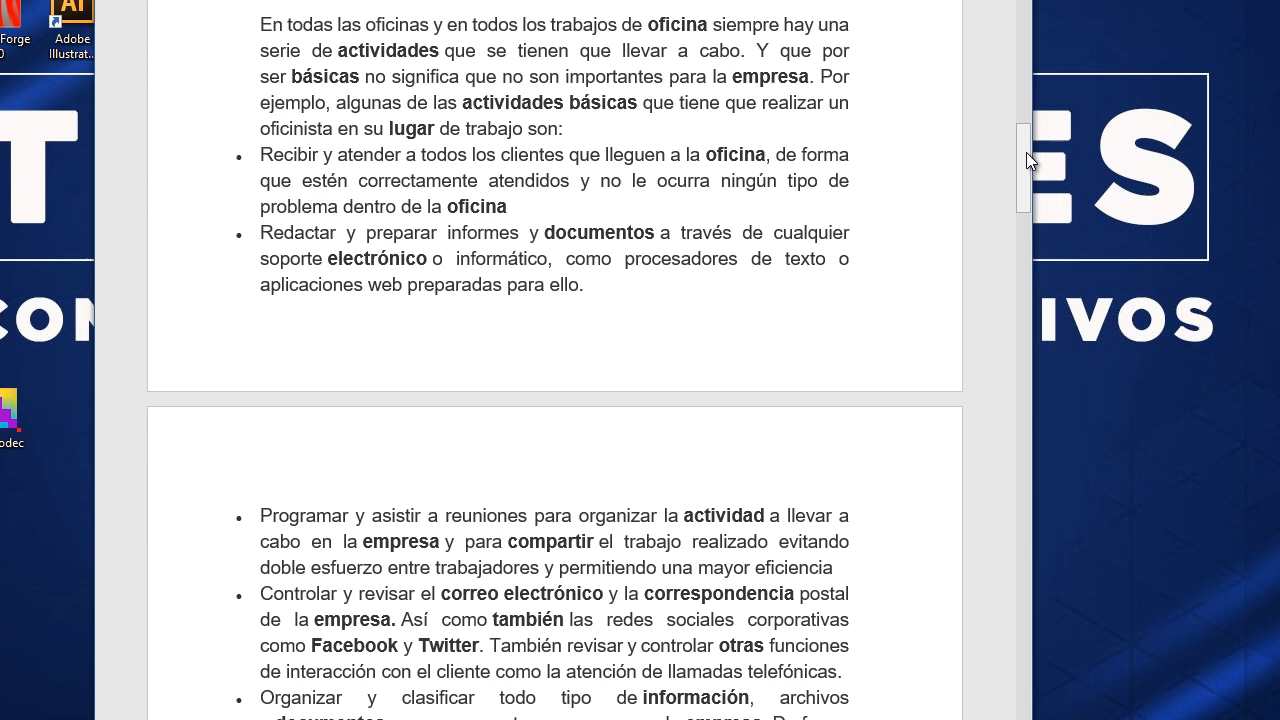 Forge
0
Ai
Adobe
Illustrat...
T
ES
CON
IVOS
odec
En todas las oficinas y en todos los trabajos de oficina siempre hay una
serie de actividades que se tienen que llevar a cabo. Y que por
ser básicas no significa que no son importantes para la empresa. Por
ejemplo, algunas de las actividades básicas que tiene que realizar un
oficinista en su lugar de trabajo son:
• Recibir y atender a todos los clientes que lleguen a la oficina, de forma
que estén correctamente atendidos y no le ocurra ningún tipo de
problema dentro de la oficina
• Redactar y preparar informes y documentos a través de cualquier
soporte electrónico o informático, como procesadores de texto o
aplicaciones web preparadas para ello.
• Programar y asistir a reuniones para organizar la actividad a llevar a
cabo en la empresa y para compartir el trabajo realizado evitando
doble esfuerzo entre trabajadores y permitiendo una mayor eficiencia
• Controlar y revisar el correo electrónico y la correspondencia postal
de la empresa. Así como también las redes sociales corporativas
como Facebook y Twitter. También revisar y controlar otras funciones
de interacción con el cliente como la atención de llamadas telefónicas.
• Organizar y clasificar todo tipo de información, archivos